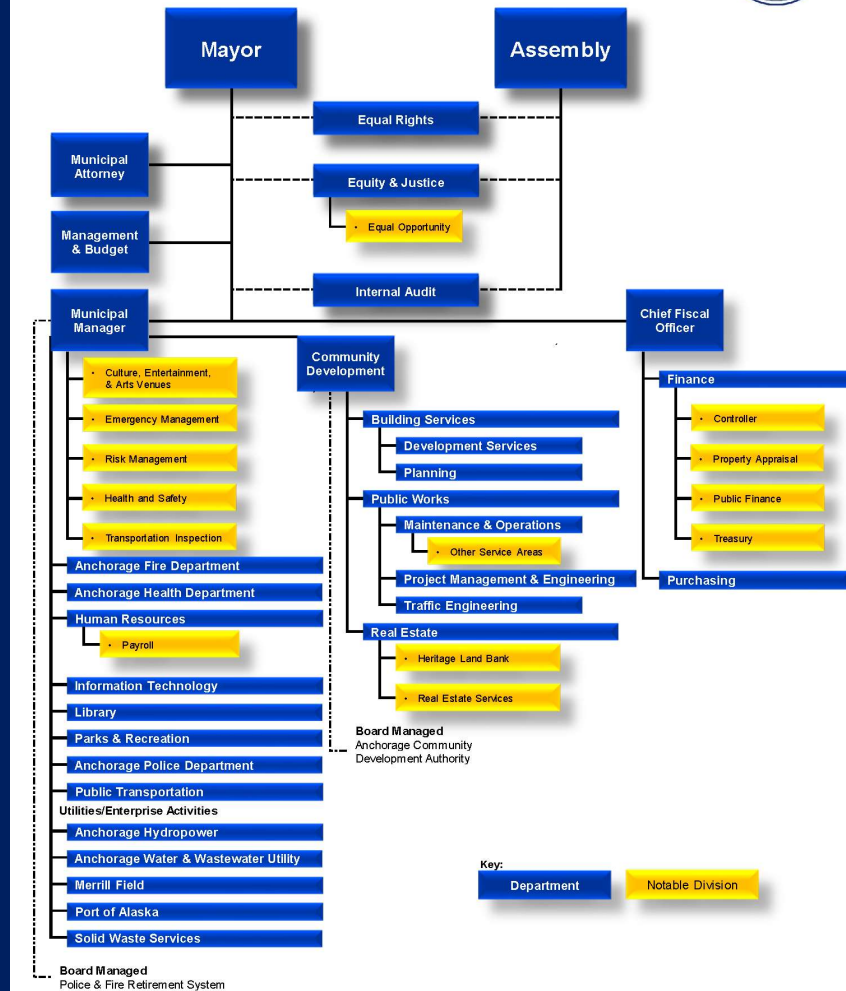 Mayor
Assembly
Equal Rights
Municipal
Attorney
Equity & Justice
• Equal Opportunity
Management
& Budget
Internal Audit
Municipal
Manager
Chief Fiscal
Officer
Community
Development
• Culture, Entertainment,
& Arts Venues
• Emergency Management
• Risk Management
• Health and Safety
• Transportation Inspection
Anchorage Fire Department
Anchorage Health Department
Human Resources
• Payroll
Information Technology
Library
Parks & Recreation
Anchorage Police Department
Public Transportation
Utilities/Enterprise Activities
Anchorage Hydropower
Anchorage Water & Wastewater Utility
Merrill Field
Port of Alaska
Solid Waste Services
Board Managed
Police & Fire Retirement System
Building Services
Development Services
Planning
Public Works
Maintenance & Operations
• Other Service Areas
Project Management & Engineering
Traffic Engineering
Real Estate
• Heritage Land Bank
• Real Estate Services
Board Managed
Anchorage Community
Development Authority
Finance
• Controller
• Property Appraisal
• Public Finance
• Treasury
Purchasing
Key:
Department
Notable Division